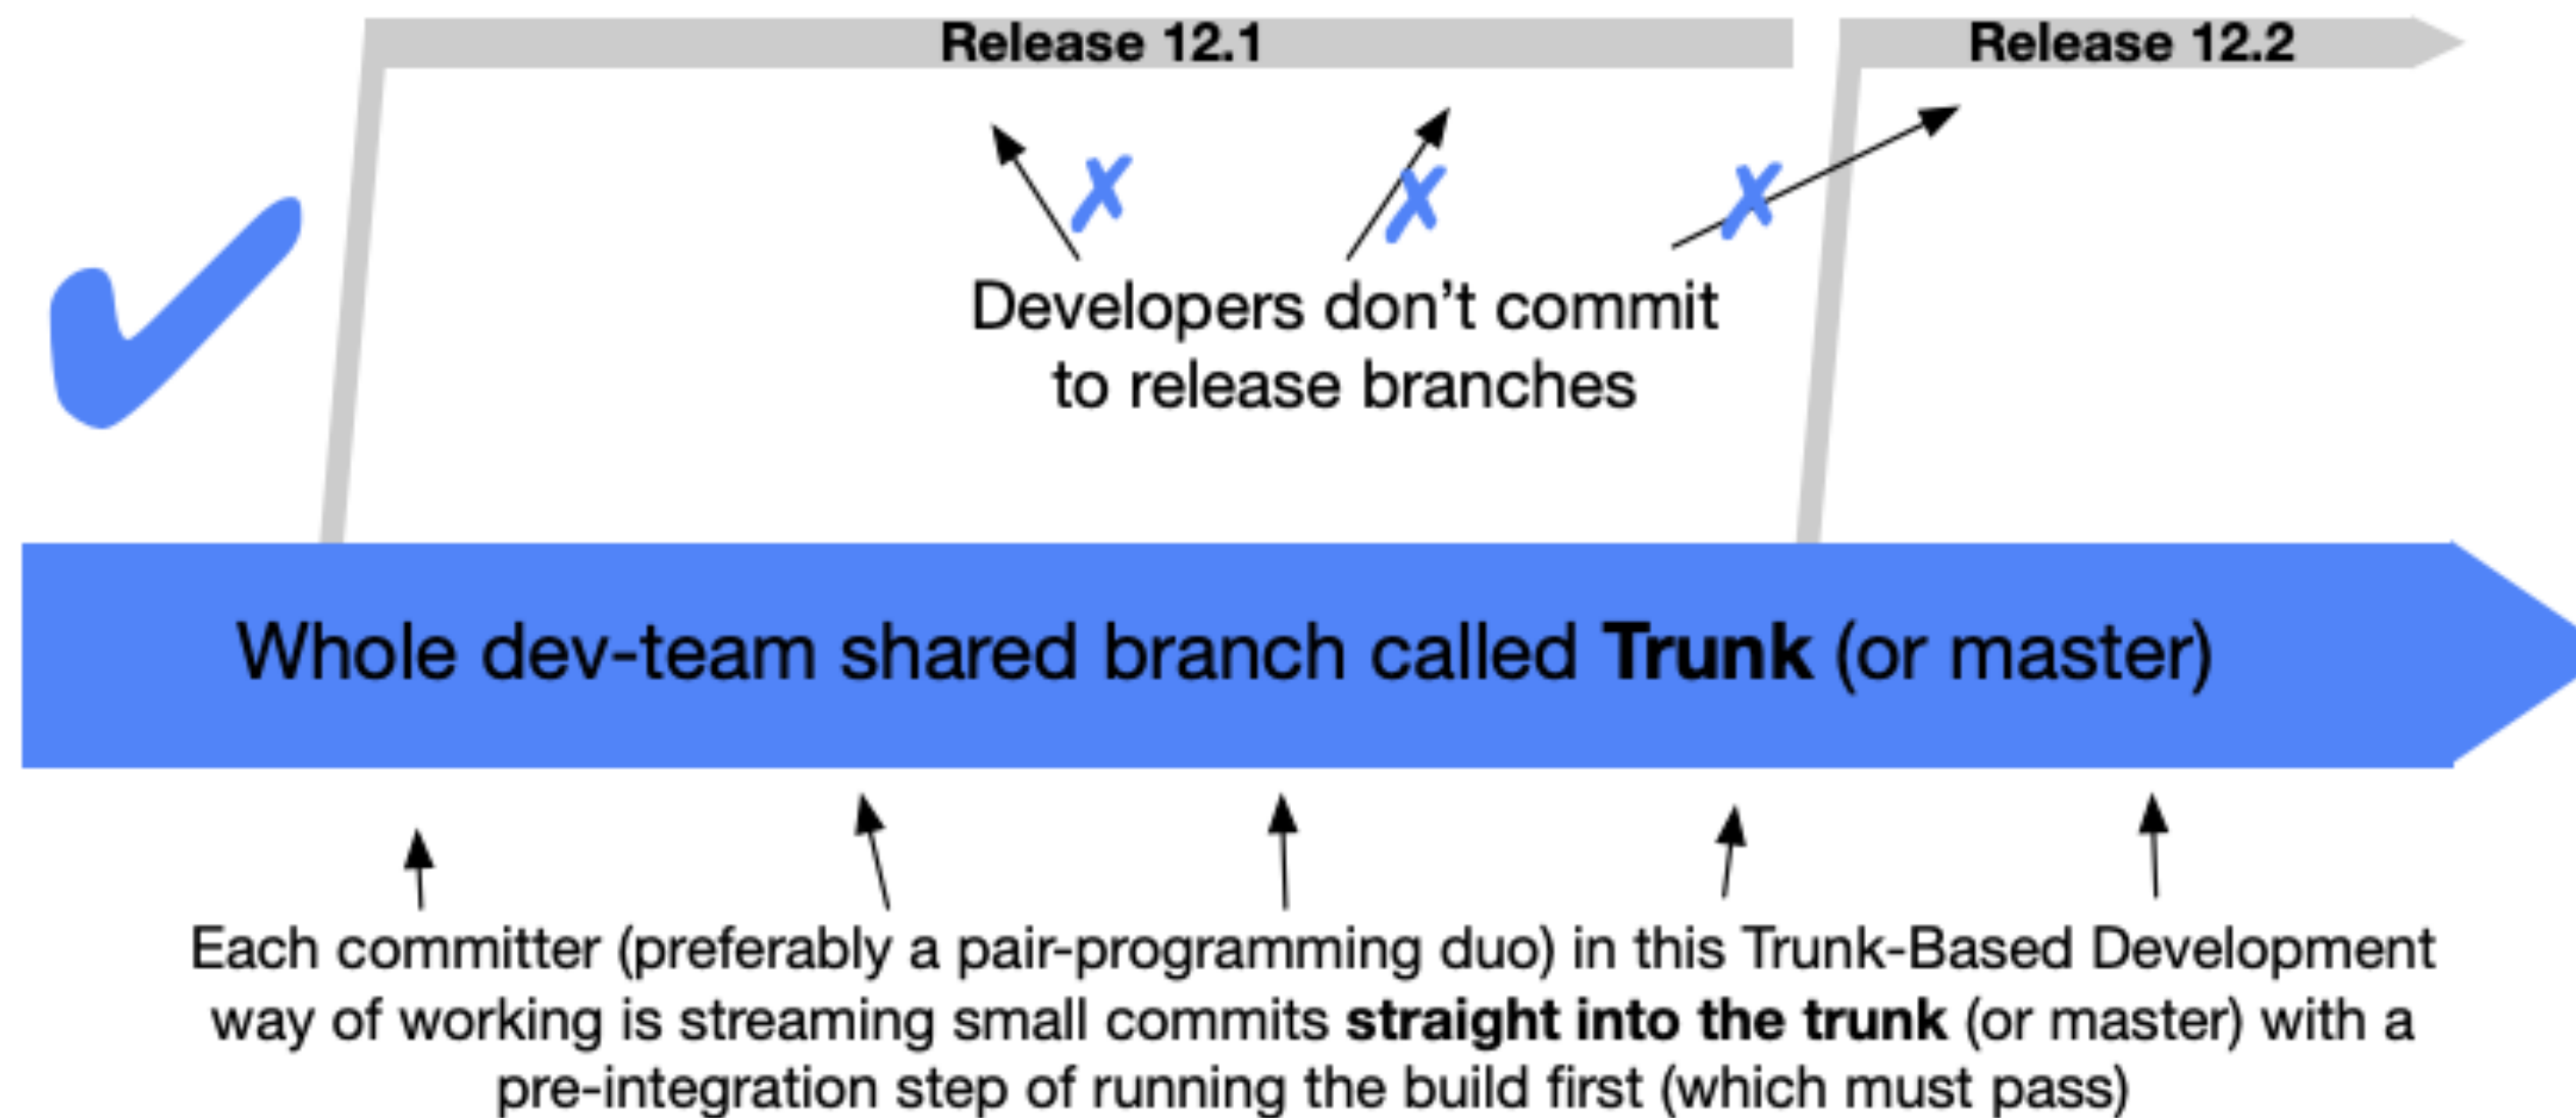 Release 12.1
Release 12.2
Developers don’t commit
to release branches
Whole dev-team shared branch called Trunk (or master)
Each committer (preferably a pair-programming duo) in this Trunk-Based Development
way of working is streaming small commits straight into the trunk (or master) with a
pre-integration step of running the build first (which must pass)